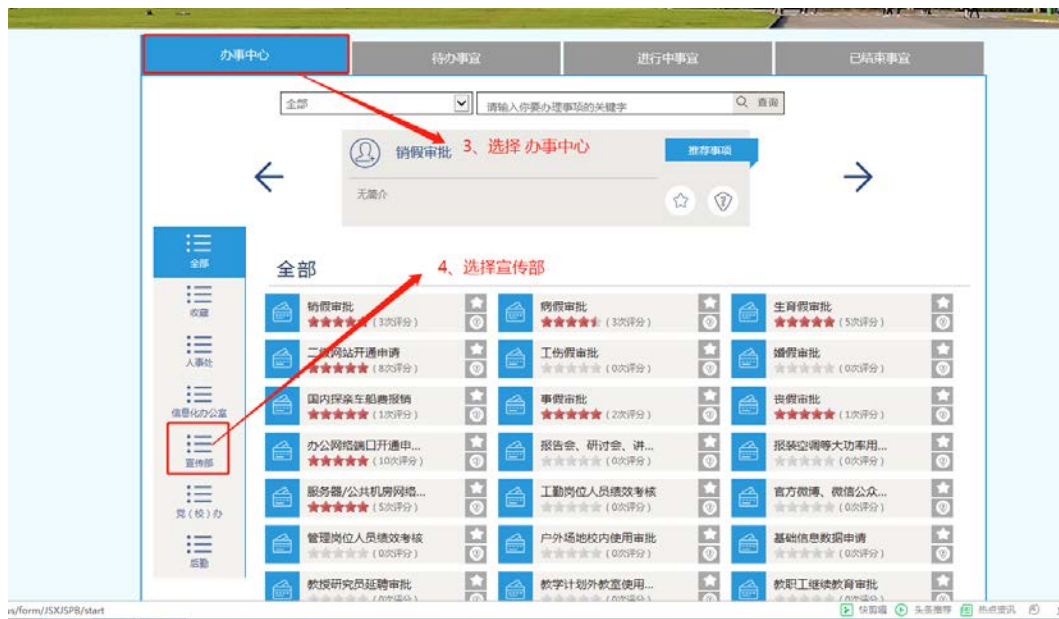 办事中心 待办事宜 进行中事宜 已结束事宜
全部 请输入你要办理事项的关键字 查询
销假审批 3、选择 办事中心 推荐事项
无简介
全部
收藏
人事处
信息化办公室
宣传部
党(校)办
后勤
全部 4、选择宣传部
销假审批 病假审批 生育假审批
(3次评分) (3次评分) (5次评分)
二级网站开通申请 工伤假审批 婚假审批
(8次评分) (0次评分) (0次评分)
国内探亲车船费报销 事假审批 丧假审批
(1次评分) (2次评分) (1次评分)
办公网络端口开通申... 报告会、研讨会、讲... 报装空调等大功率用...
(10次评分) (0次评分) (0次评分)
服务器/公共机房网络... 工勤岗位人员绩效考核 官方微博、微信公众...
(5次评分) (0次评分) (0次评分)
管理岗位人员绩效考核 户外场地校内使用审批 基础信息数据申请
(0次评分) (0次评分) (0次评分)
教授研究员延聘审批 教学计划外教室使用... 教职工继续教育审批
(0次评分) (0次评分) (0次评分)
/form/JSXJSPB/start 快剪辑 头条推荐 热点资讯